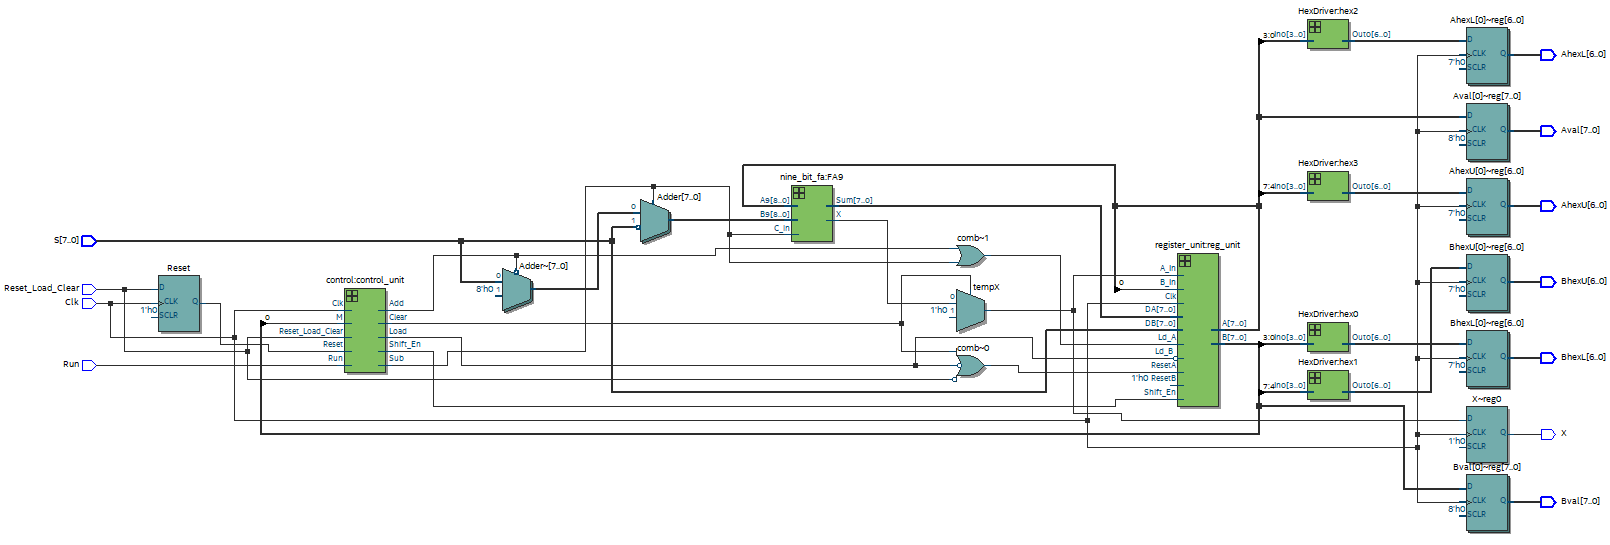 HexDriver:hex2
3:0 Ino[3..0] Out0[6..0]
AhexL[0]~reg[6..0]
D
CLK Q
7'h0 SCLR
AhexL[6..0]
Aval[0]~reg[7..0]
D
CLK Q
8'h0 SCLR
Aval[7..0]
HexDriver:hex3
7:4 Ino[3..0] Out0[6..0]
AhexU[0]~reg[6..0]
D
CLK Q
7'h0 SCLR
AhexU[6..0]
nine_bit_fa:FA9
A9[8..0] Sum[7..0]
B9[8..0] X
C_in
Adder[7..0]
0
1
S[7..0]
Adder~[7..0]
0
8'h0 1
comb~1
register_unit:reg_unit
A_In
0 B_In
Clk
DA[7..0]
DB[7..0] A[7..0]
Ld_A B[7..0]
Ld_B
ResetA
1'h0 ResetB
Shift_En
BhexU[0]~reg[6..0]
D
CLK Q
7'h0 SCLR
BhexU[6..0]
Reset
D
CLK Q
1'h0 SCLR
Reset_Load_Clear
Clk
Run
control:control_unit
Clk Add
0 M Clear
Reset_Load_Clear Load
Reset Shift_En
Run Sub
tempX
0
1'h0 1
comb~0
HexDriver:hex0
3:0 Ino[3..0] Out0[6..0]
BhexL[0]~reg[6..0]
D
CLK Q
7'h0 SCLR
BhexL[6..0]
HexDriver:hex1
7:4 Ino[3..0] Out0[6..0]
X~reg0
D
CLK Q
1'h0 SCLR
X
Bval[0]~reg[7..0]
D
CLK Q
8'h0 SCLR
Bval[7..0]